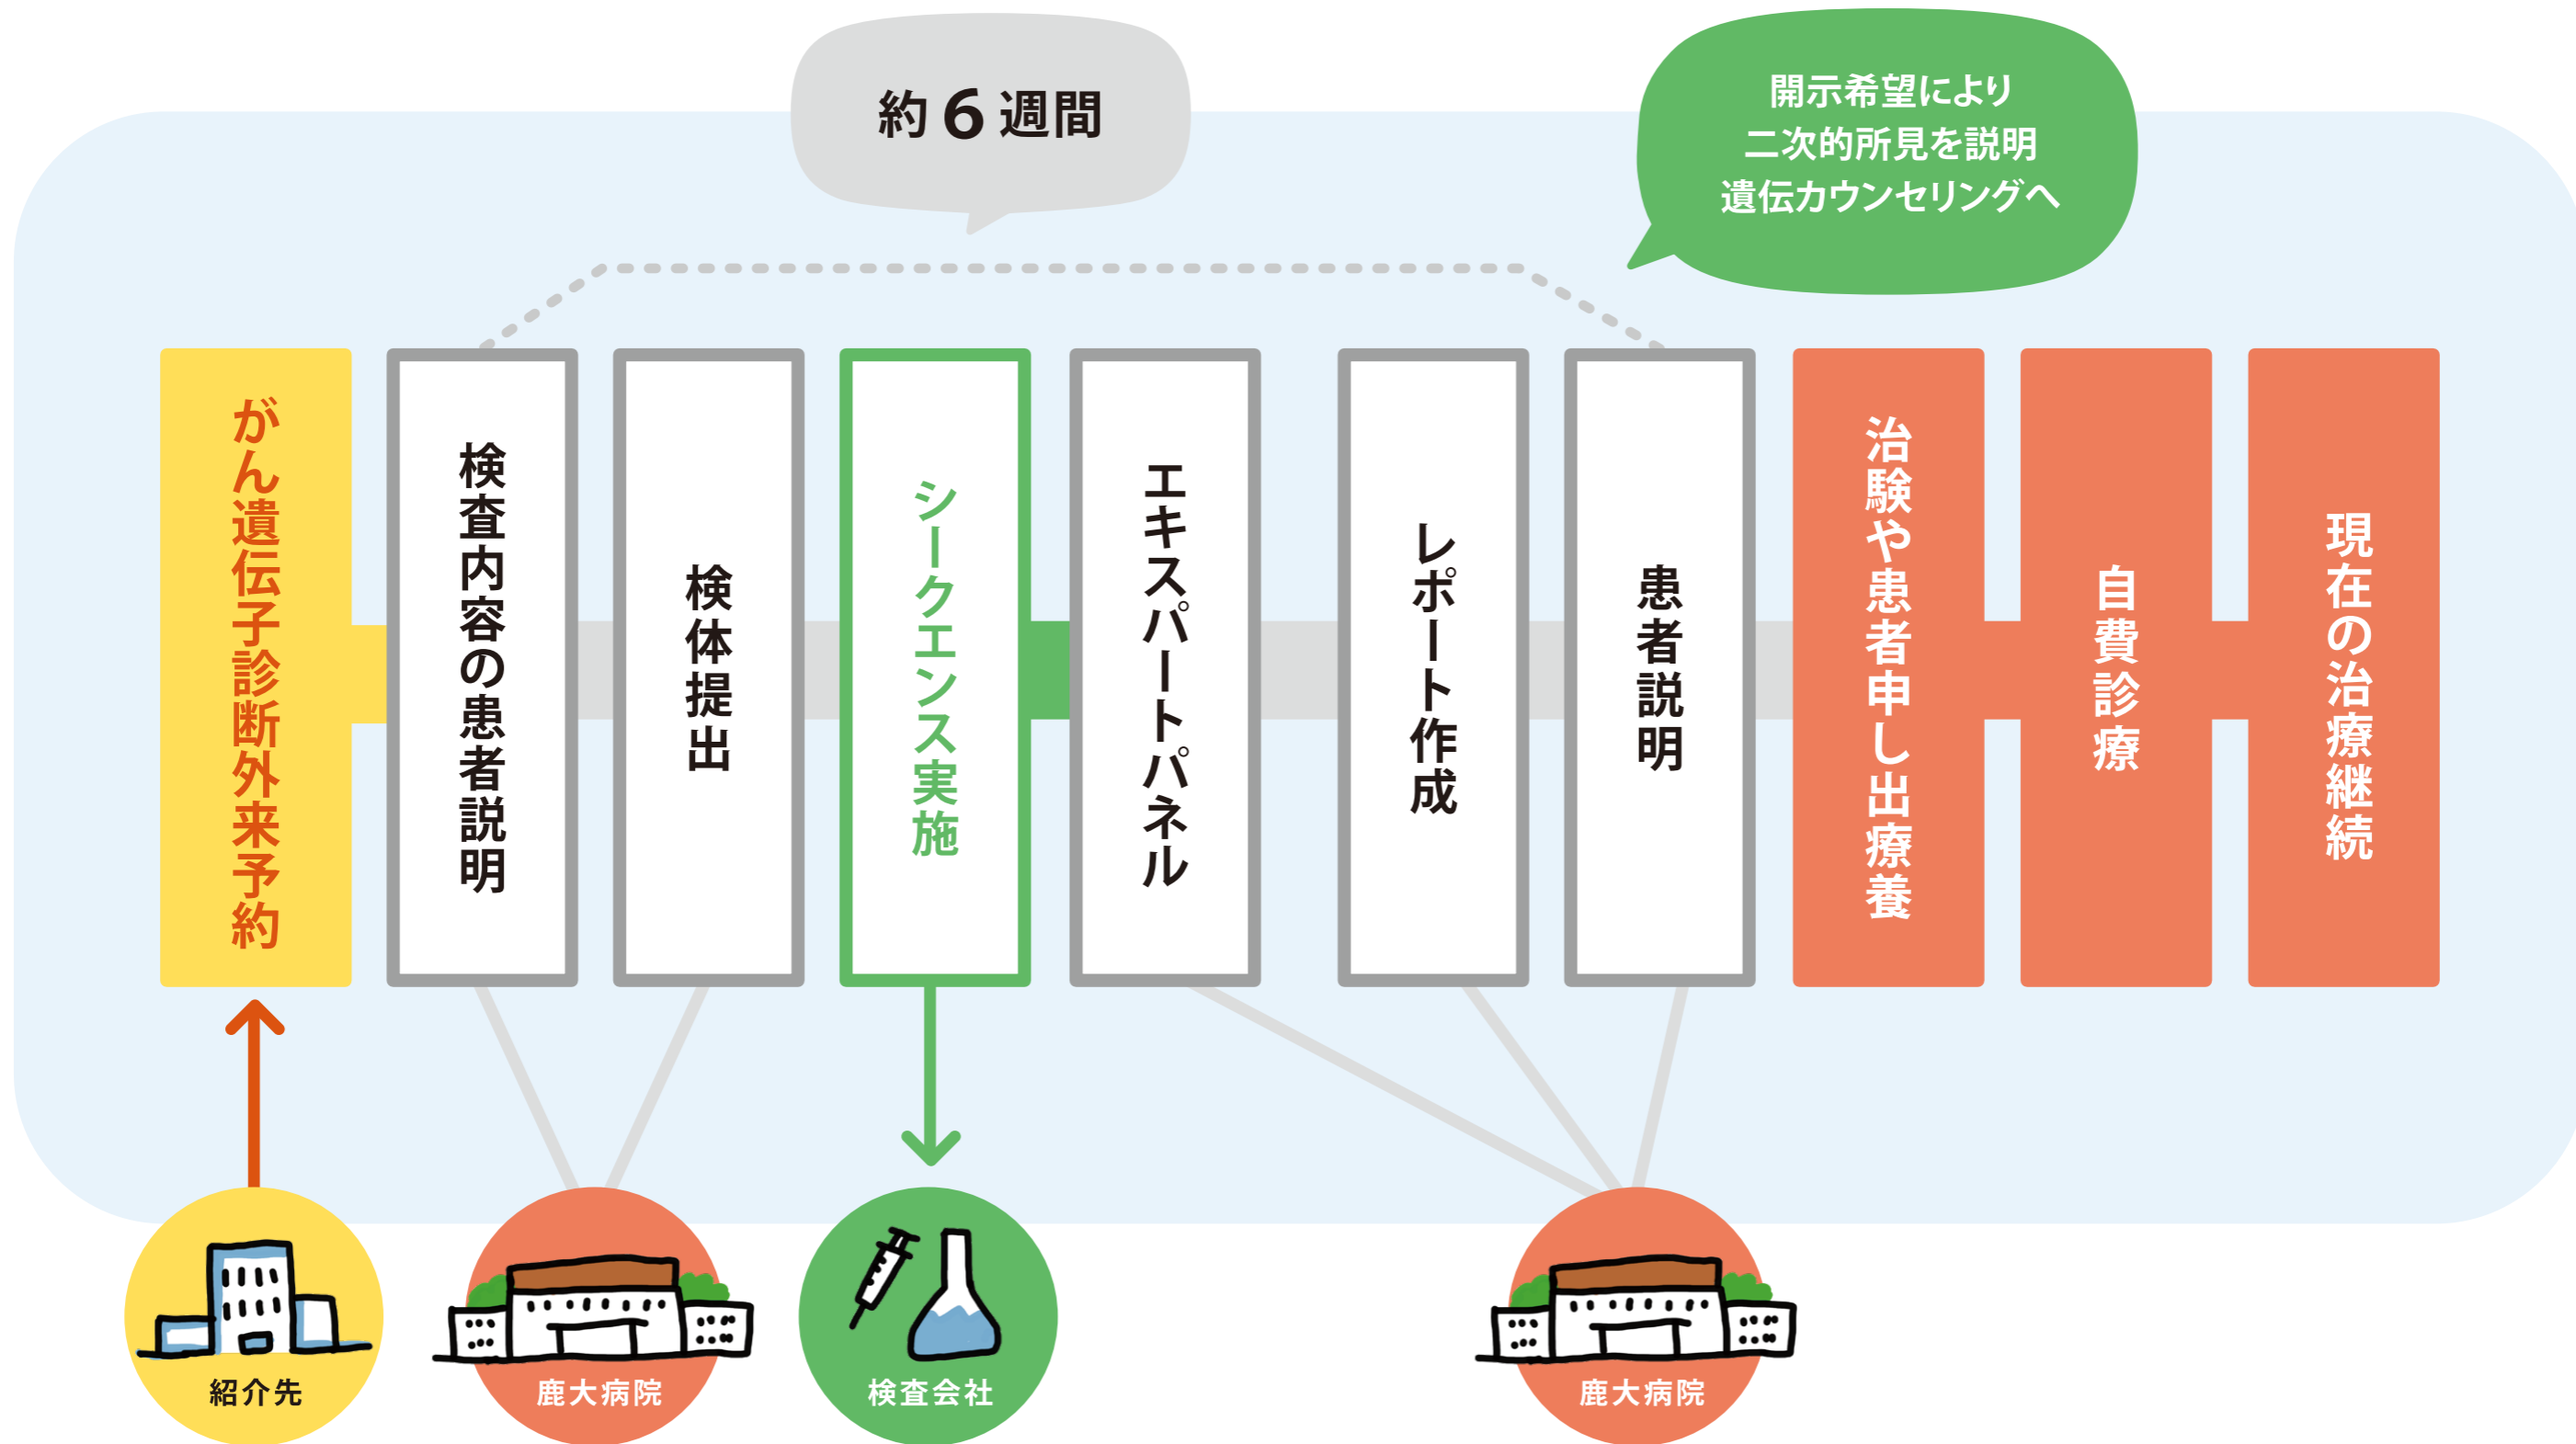 約6週間
開示希望により
二次的所見を説明
遺伝カウンセリングへ
がん遺伝子診断外来予約
検査内容の患者説明
検体提出
シークエンス実施
エキスパートパネル
レポート作成
患者説明
治験や患者申し出療養
自費診療
現在の治療継続
紹介先
鹿大病院
検査会社
鹿大病院